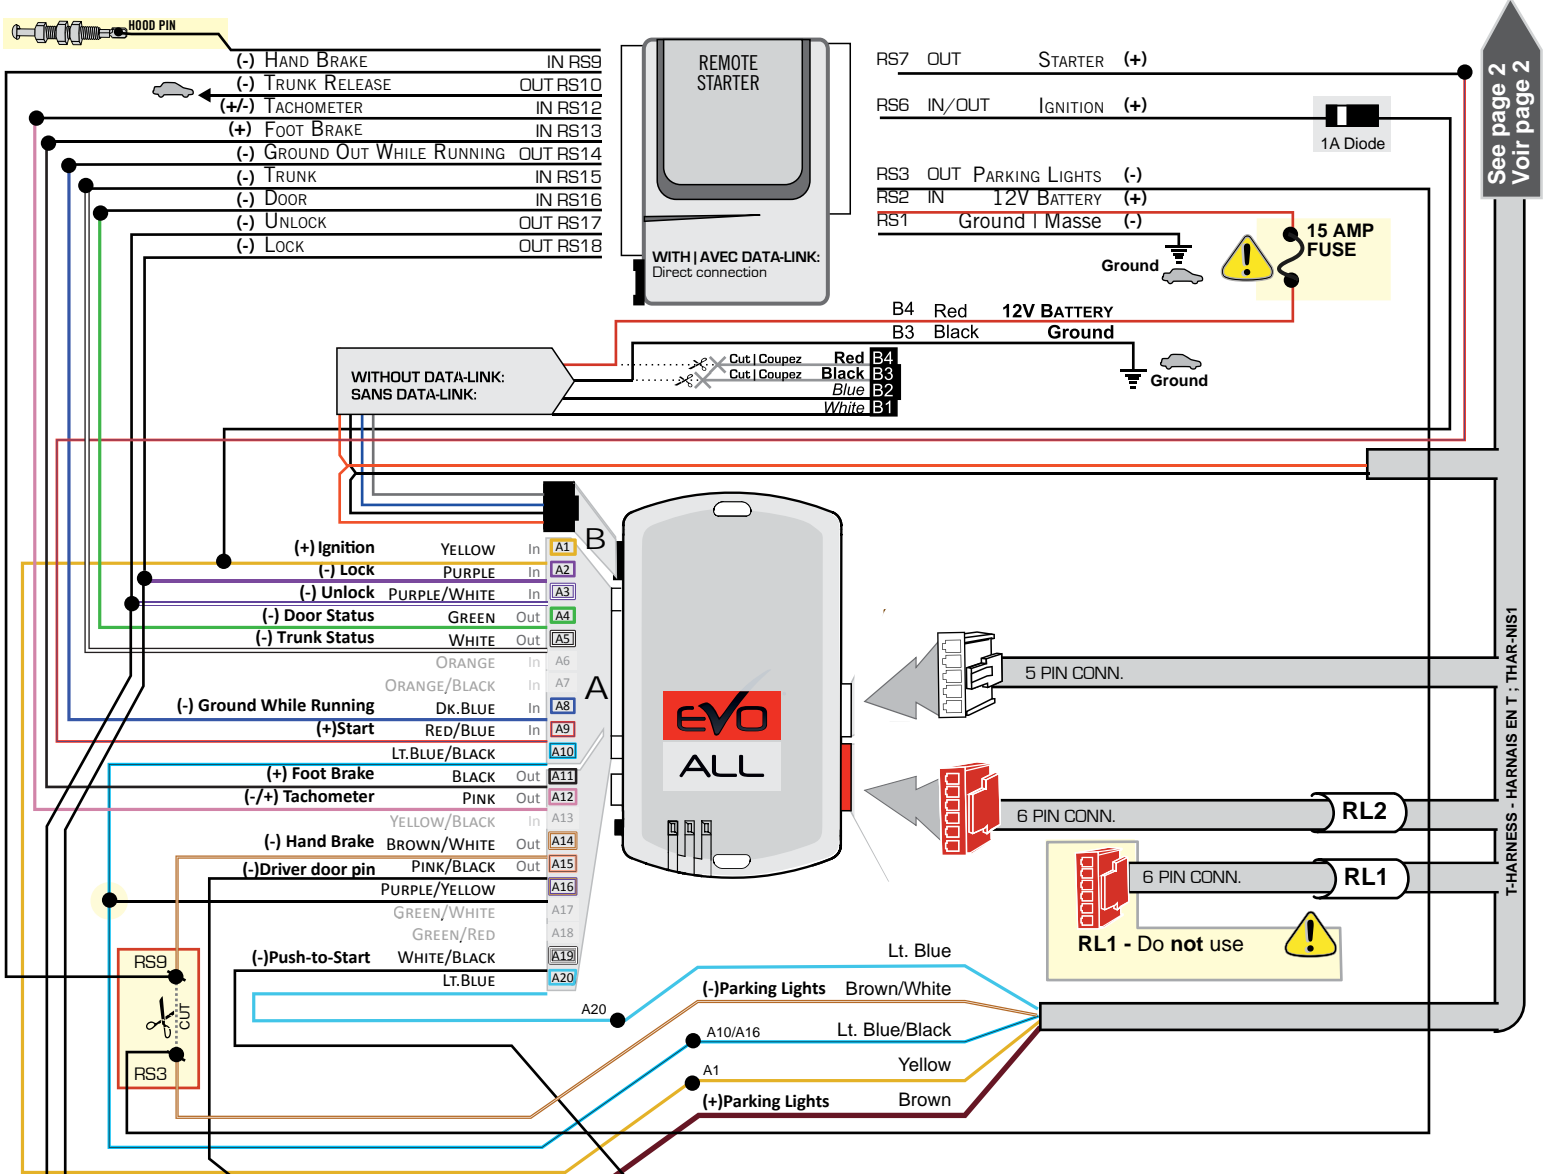 HOOD PIN
(-) HAND BRAKE IN RS9
(-) TRUNK RELEASE OUT RS10
(+/-) TACHOMETER IN RS12
(+) FOOT BRAKE IN RS13
(-) GROUND OUT WHILE RUNNING OUT RS14
(-) TRUNK IN RS15
(-) DOOR IN RS16
(-) UNLOCK OUT RS17
(-) LOCK OUT RS18
REMOTE
STARTER
WITH | AVEC DATA-LINK:
Direct connection
RS7 OUT STARTER (+)
RS6 IN/OUT IGNITION (+)
1A Diode
RS3 OUT PARKING LIGHTS (-)
RS2 IN 12V BATTERY (+)
RS1 Ground | Masse (-)
Ground
15 AMP
FUSE
See page 2
Voir page 2
B4 Red 12V BATTERY
B3 Black Ground
Ground
WITHOUT DATA-LINK:
SANS DATA-LINK:
Cut | Coupez Red B4
Cut | Coupez Black B3
Blue B2
White B1
B
A
(+) Ignition YELLOW In A1
(-) Lock PURPLE In A2
(-) Unlock PURPLE/WHITE In A3
(-) Door Status GREEN Out A4
(-) Trunk Status WHITE Out A5
ORANGE In A6
ORANGE/BLACK In A7
(-) Ground While Running DK.BLUE In A8
(+)Start RED/BLUE In A9
LT.BLUE/BLACK A10
(+) Foot Brake BLACK Out A11
(-/+) Tachometer PINK Out A12
YELLOW/BLACK In A13
(-) Hand Brake BROWN/WHITE Out A14
(-)Driver door pin PINK/BLACK Out A15
PURPLE/YELLOW A16
GREEN/WHITE A17
GREEN/RED A18
(-)Push-to-Start WHITE/BLACK A19
LT.BLUE A20
EVO
ALL
5 PIN CONN.
6 PIN CONN. RL2
6 PIN CONN. RL1
RL1 - Do not use
T-HARNESS - HARNAIS EN T ; THAR-NIS1
RS9
CUT
RS3
A20 Lt. Blue
(-)Parking Lights Brown/White
A10/A16 Lt. Blue/Black
A1 Yellow
(+)Parking Lights Brown